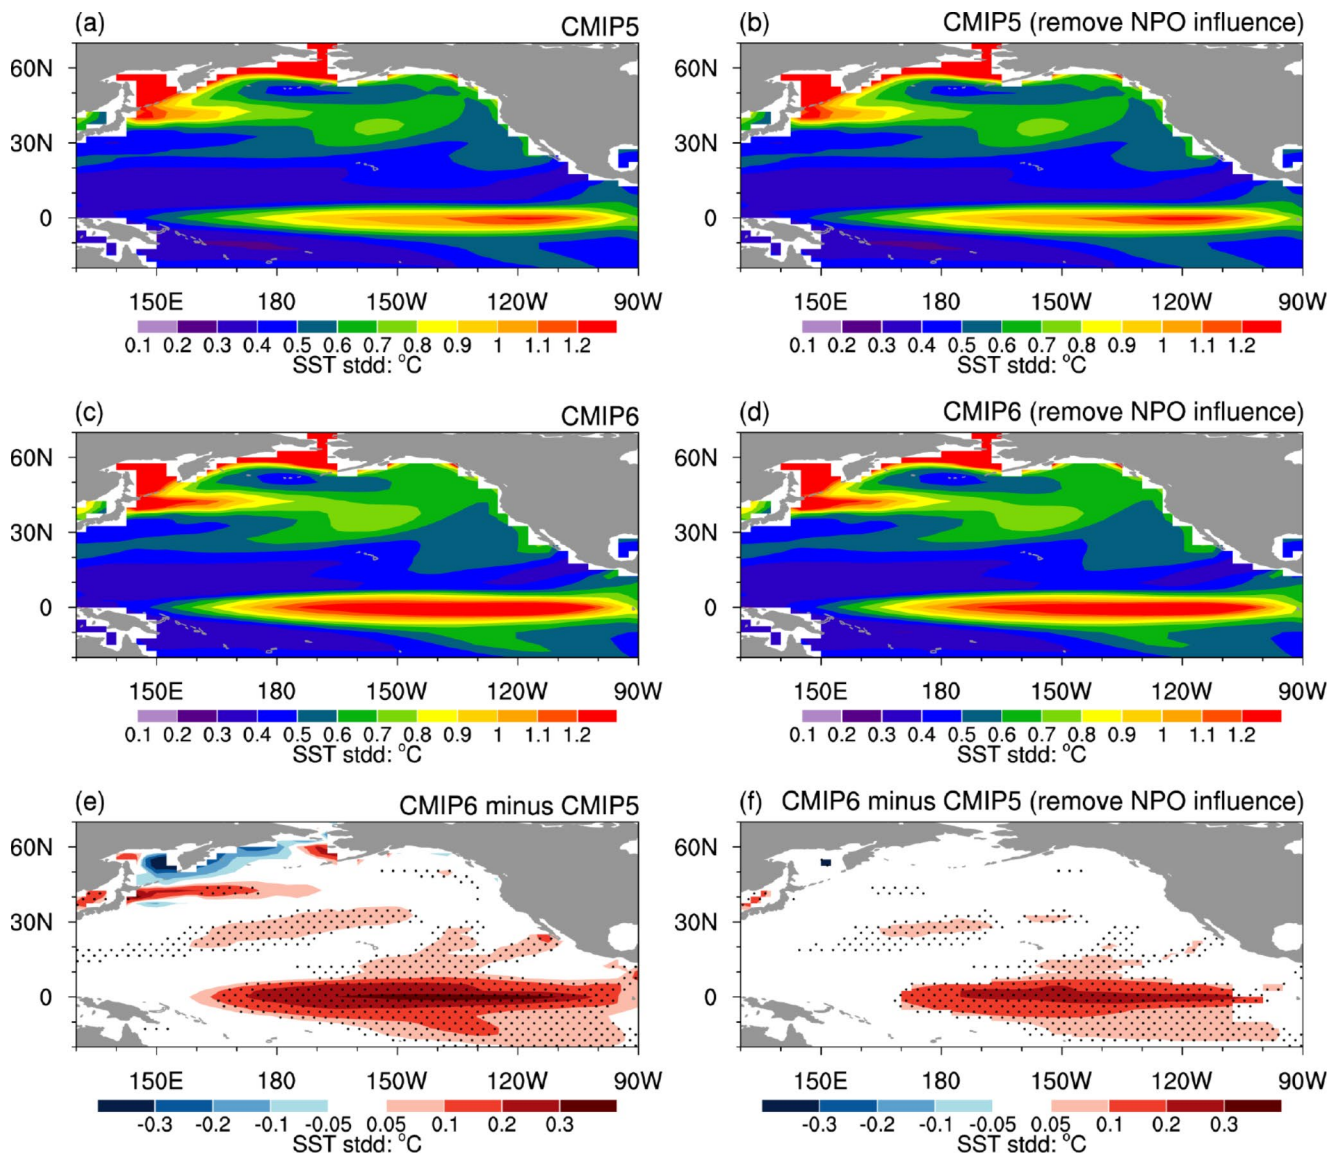 (a) CMIP5
(b) CMIP5 (remove NPO influence)
60N
30N
0
150E 180 150W 120W 90W
0.1 0.2 0.3 0.4 0.5 0.6 0.7 0.8 0.9 1 1.1 1.2
SST stdd: °C
60N
30N
0
150E 180 150W 120W 90W
0.1 0.2 0.3 0.4 0.5 0.6 0.7 0.8 0.9 1 1.1 1.2
SST stdd: °C
(c) CMIP6
(d) CMIP6 (remove NPO influence)
60N
30N
0
150E 180 150W 120W 90W
0.1 0.2 0.3 0.4 0.5 0.6 0.7 0.8 0.9 1 1.1 1.2
SST stdd: °C
60N
30N
0
150E 180 150W 120W 90W
0.1 0.2 0.3 0.4 0.5 0.6 0.7 0.8 0.9 1 1.1 1.2
SST stdd: °C
(e) CMIP6 minus CMIP5
(f) CMIP6 minus CMIP5 (remove NPO influence)
60N
30N
0
150E 180 150W 120W 90W
-0.3 -0.2 -0.1 -0.05 0.05 0.1 0.2 0.3
SST stdd: °C
60N
30N
0
150E 180 150W 120W 90W
-0.3 -0.2 -0.1 -0.05 0.05 0.1 0.2 0.3
SST stdd: °C